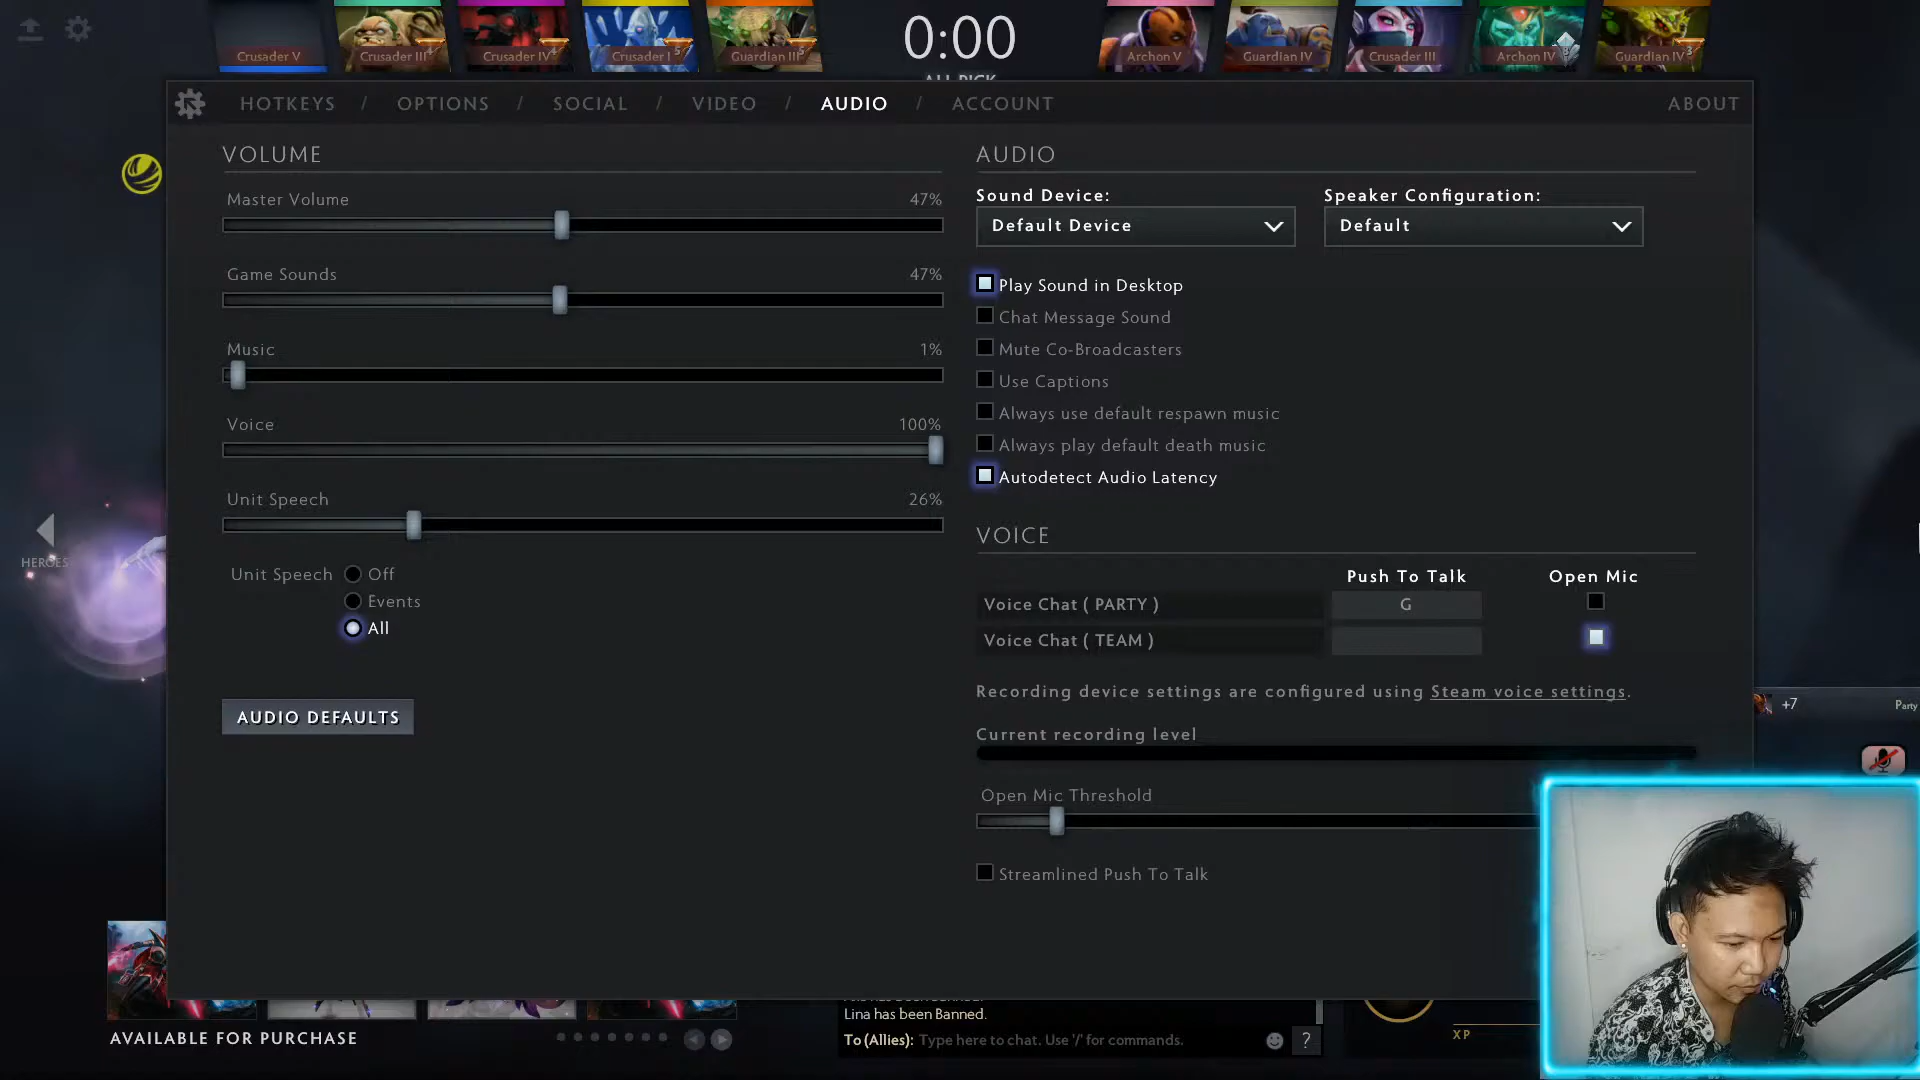 Crusader V
Crusader III
Crusader IV
Crusader I
Guardian III
0:00
Archon V
Guardian IV
Crusader III
Archon IV
Guardian IV
ALL PICK
HOTKEYS / OPTIONS / SOCIAL / VIDEO / AUDIO / ACCOUNT
ABOUT
VOLUME
Master Volume 47%
Game Sounds 47%
Music 1%
Voice 100%
Unit Speech 26%
Unit Speech Off
Events
All
AUDIO DEFAULTS
AUDIO
Sound Device: Speaker Configuration:
Default Device Default
Play Sound in Desktop
Chat Message Sound
Mute Co-Broadcasters
Use Captions
Always use default respawn music
Always play default death music
Autodetect Audio Latency
VOICE
Push To Talk Open Mic
Voice Chat ( PARTY ) G
Voice Chat ( TEAM )
Recording device settings are configured using Steam voice settings.
Current recording level
Open Mic Threshold
Streamlined Push To Talk
HEROES
+7 Party
AVAILABLE FOR PURCHASE
Lina has been Banned.
To (Allies): Type here to chat. Use '/' for commands.
?
XP